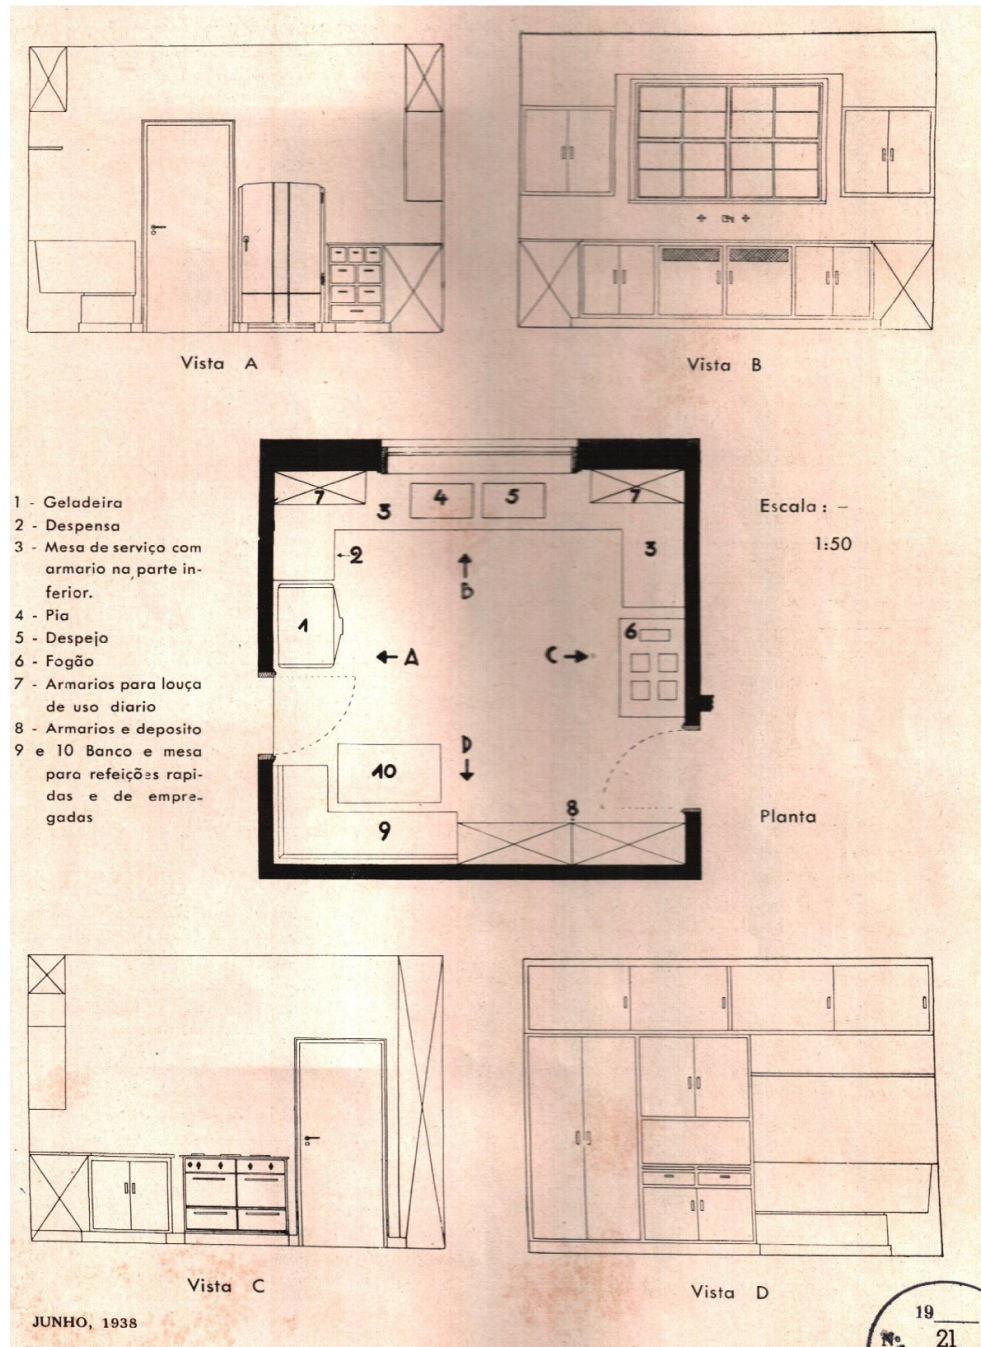 Vista A
Vista B
1 - Geladeira
2 - Despensa
3 - Mesa de serviço com
armario na parte in-
ferior.
4 - Pia
5 - Despejo
6 - Fogão
7 - Armarios para louça
de uso diario
8 - Armarios e deposito
9 e 10 Banco e mesa
para refeições rapi-
das e de empre-
gadas
7
3
4
5
7
2
3
B
1
A
C
6
D
10
9
8
Escala : -
1:50
Planta
Vista C
Vista D
JUNHO, 1938
19
No. 21